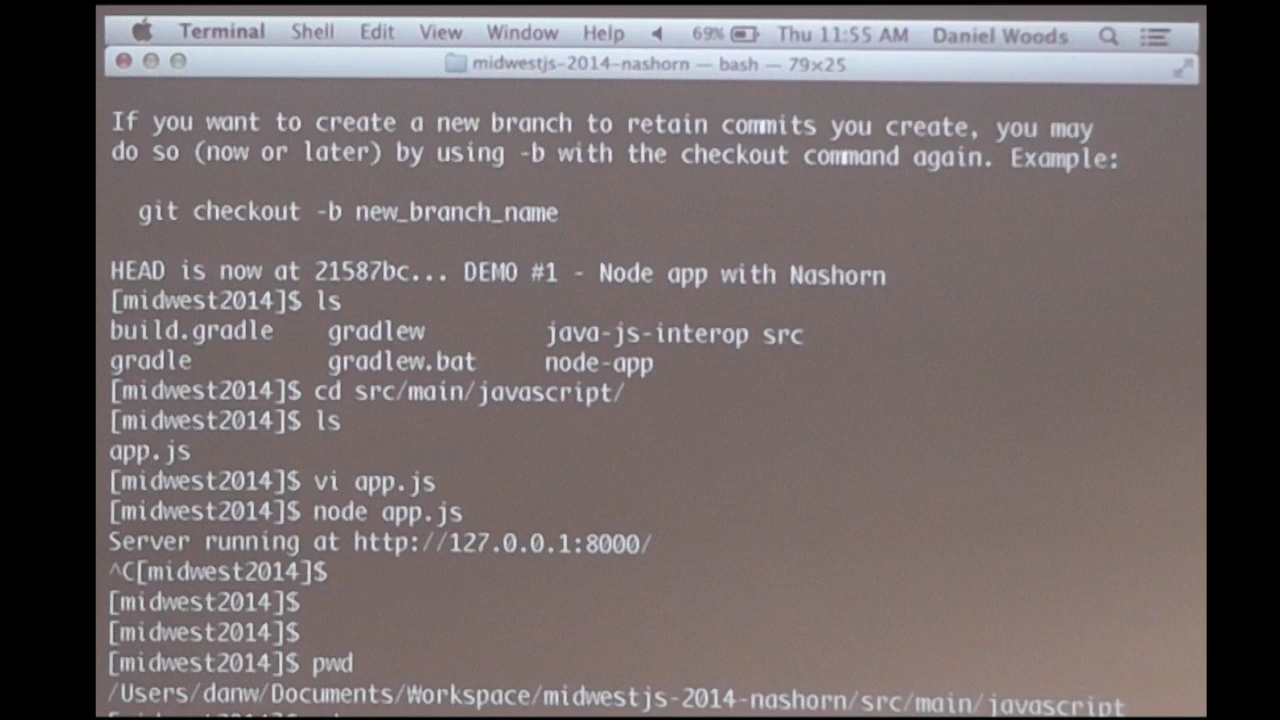 Terminal Shell Edit View Window Help 69% Thu 11:55 AM Daniel Woods
midwestjs-2014-nashorn — bash — 79×25
If you want to create a new branch to retain commits you create, you may
do so (now or later) by using -b with the checkout command again. Example:
git checkout -b new_branch_name
HEAD is now at 21587bc... DEMO #1 - Node app with Nashorn
[midwest2014]$ ls
build.gradle gradlew java-js-interop src
gradle gradlew.bat node-app
[midwest2014]$ cd src/main/javascript/
[midwest2014]$ ls
app.js
[midwest2014]$ vi app.js
[midwest2014]$ node app.js
Server running at http://127.0.0.1:8000/
^C[midwest2014]$
[midwest2014]$
[midwest2014]$
[midwest2014]$ pwd
/Users/danw/Documents/Workspace/midwestjs-2014-nashorn/src/main/javascript